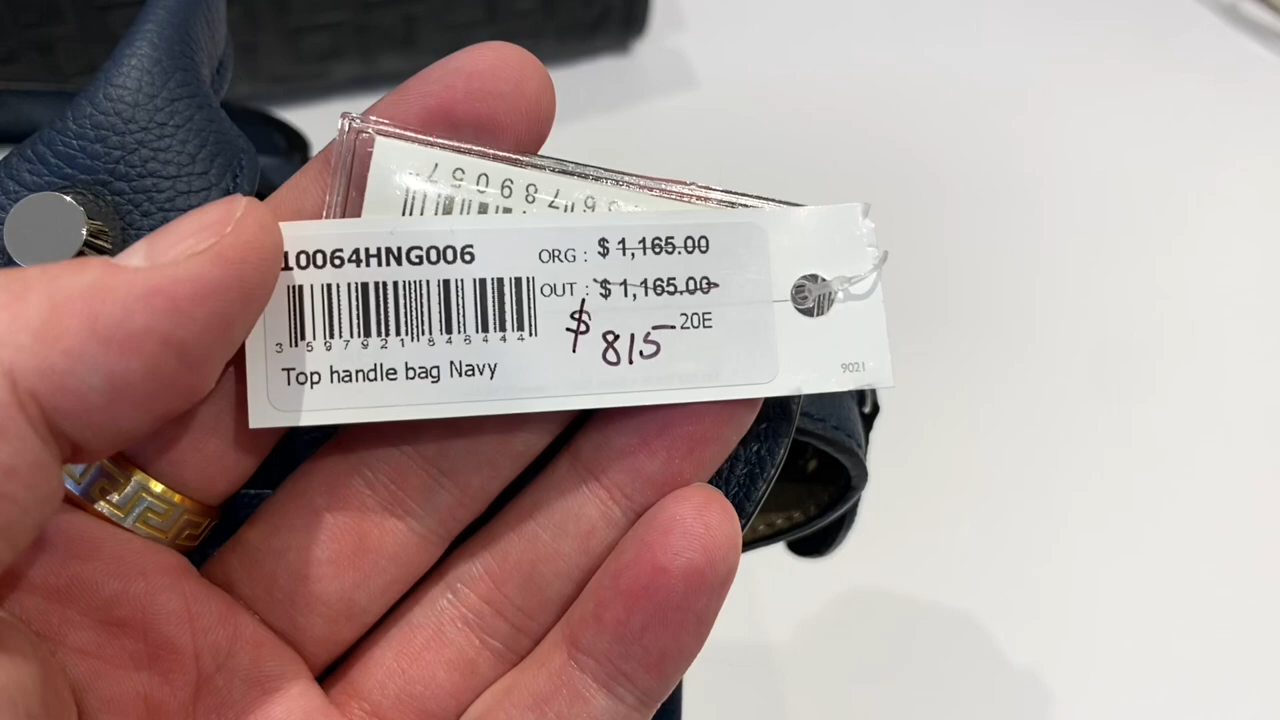 10064HNG006
ORG : $ 1,165.00
OUT : $ 1,165.00
$ 815
20E
3 597921 846444
Top handle bag Navy
9021
789057